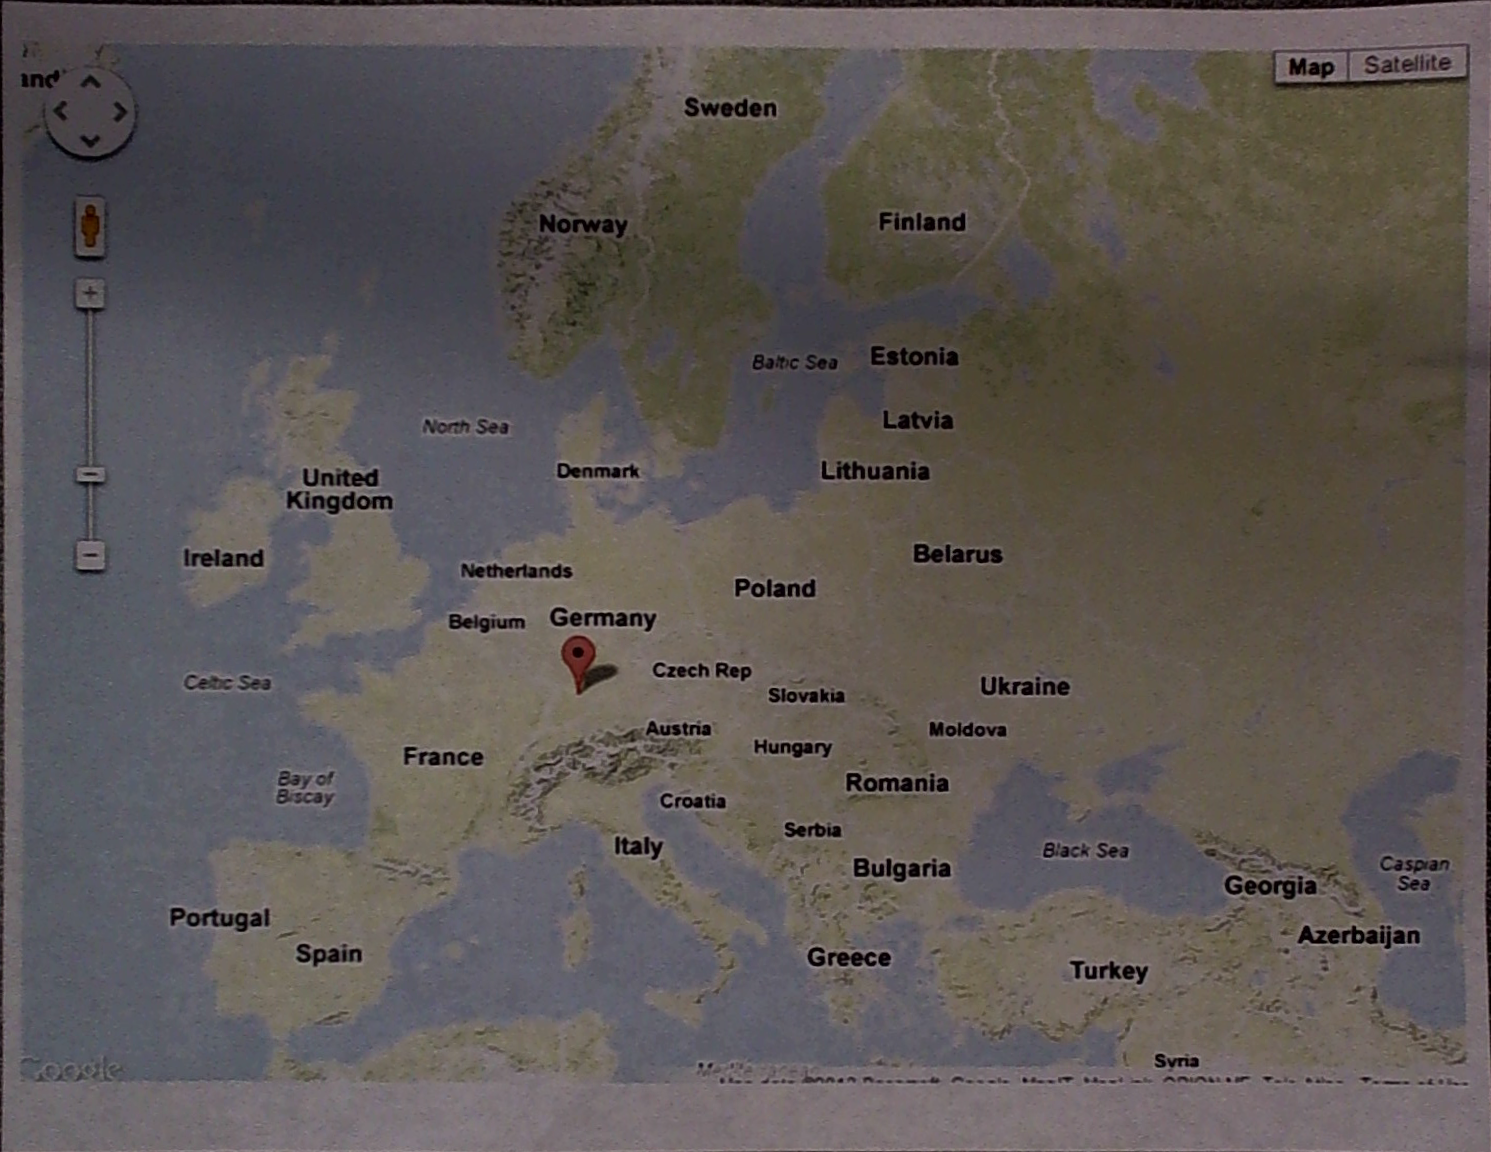 and
Map
Satellite
Sweden
Norway
Finland
Baltic Sea
Estonia
North Sea
Latvia
United
Kingdom
Denmark
Lithuania
Ireland
Netherlands
Belarus
Poland
Belgium
Germany
Celtic Sea
Czech Rep
Slovakia
Ukraine
Austria
Moldova
France
Hungary
Bay of
Biscay
Romania
Croatia
Serbia
Italy
Bulgaria
Black Sea
Caspian
Sea
Georgia
Portugal
Spain
Azerbaijan
Greece
Turkey
Syria
Google
Mediterranean